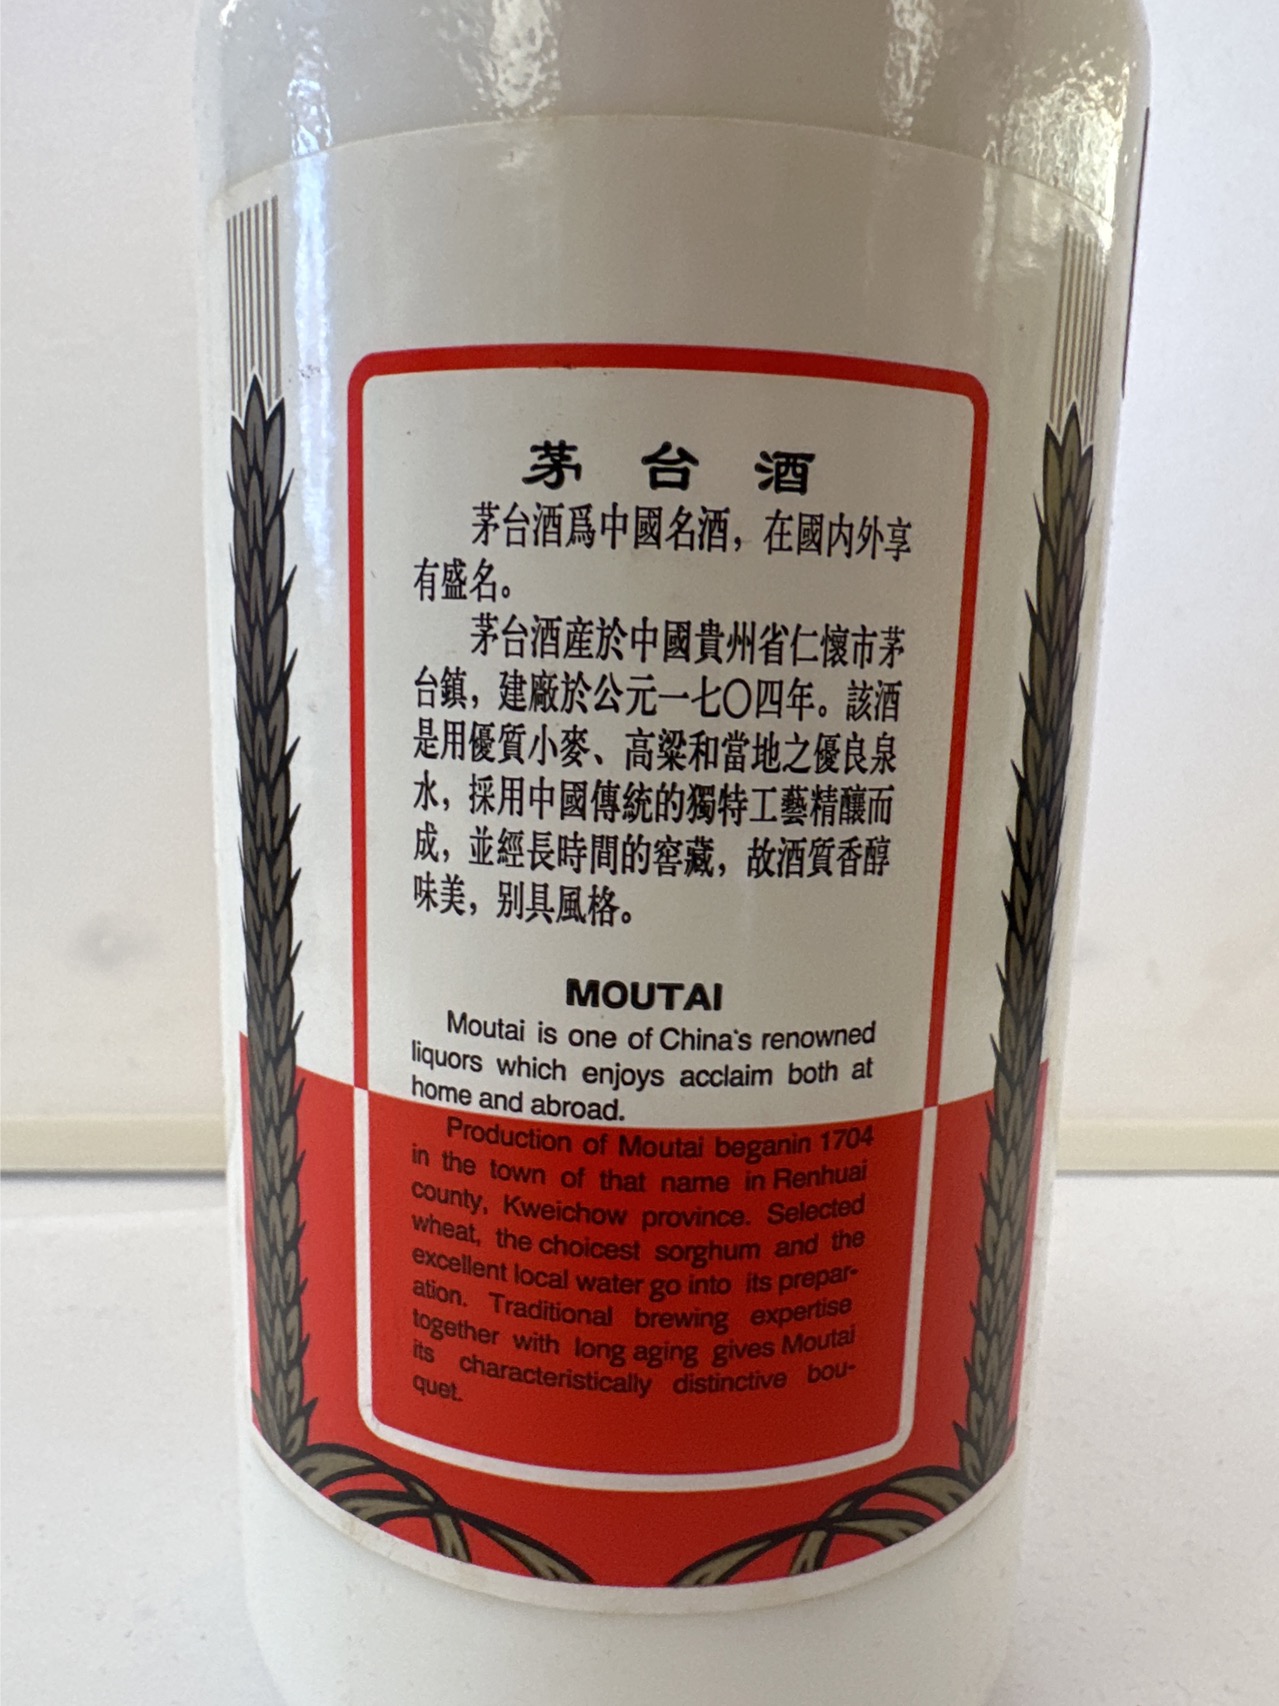 茅台酒
茅台酒爲中國名酒，在國内外享
有盛名。
茅台酒産於中國貴州省仁懷市茅
台鎮，建廠於公元一七〇四年。該酒
是用優質小麥、高粱和當地之優良泉
水，採用中國傳統的獨特工藝精釀而
成，並經長時間的窖藏，故酒質香醇
味美，别具風格。
MOUTAI
Moutai is one of China's renowned
liquors which enjoys acclaim both at
home and abroad.
Production of Moutai beganin 1704
in the town of that name in Renhuai
county, Kweichow province. Selected
wheat, the choicest sorghum and the
excellent local water go into its prepar-
ation. Traditional brewing expertise
together with long aging gives Moutai
its characteristically distinctive bou-
quet.